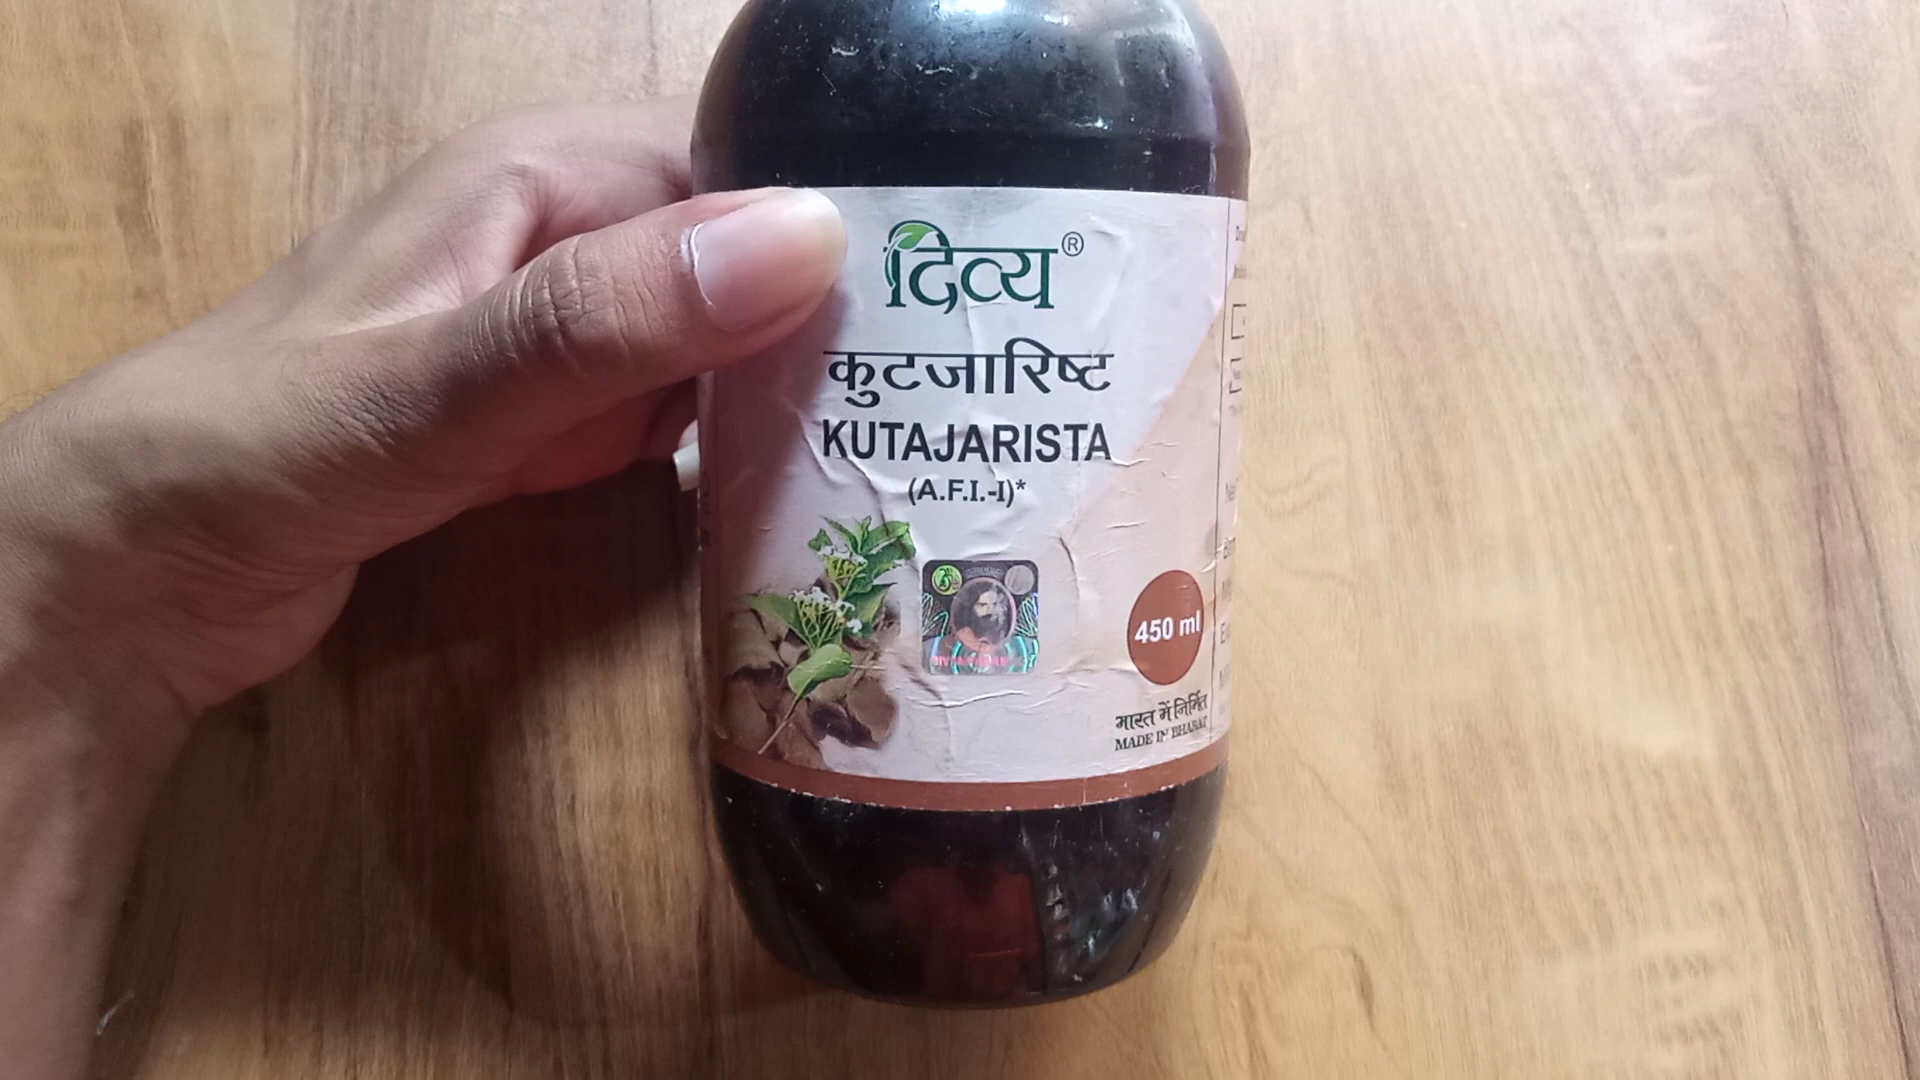 दिव्य®
कुटजारिष्ट
KUTAJARISTA
(A.F.I.-I)*
450 ml
भारत में निर्मित
MADE IN BHARAT